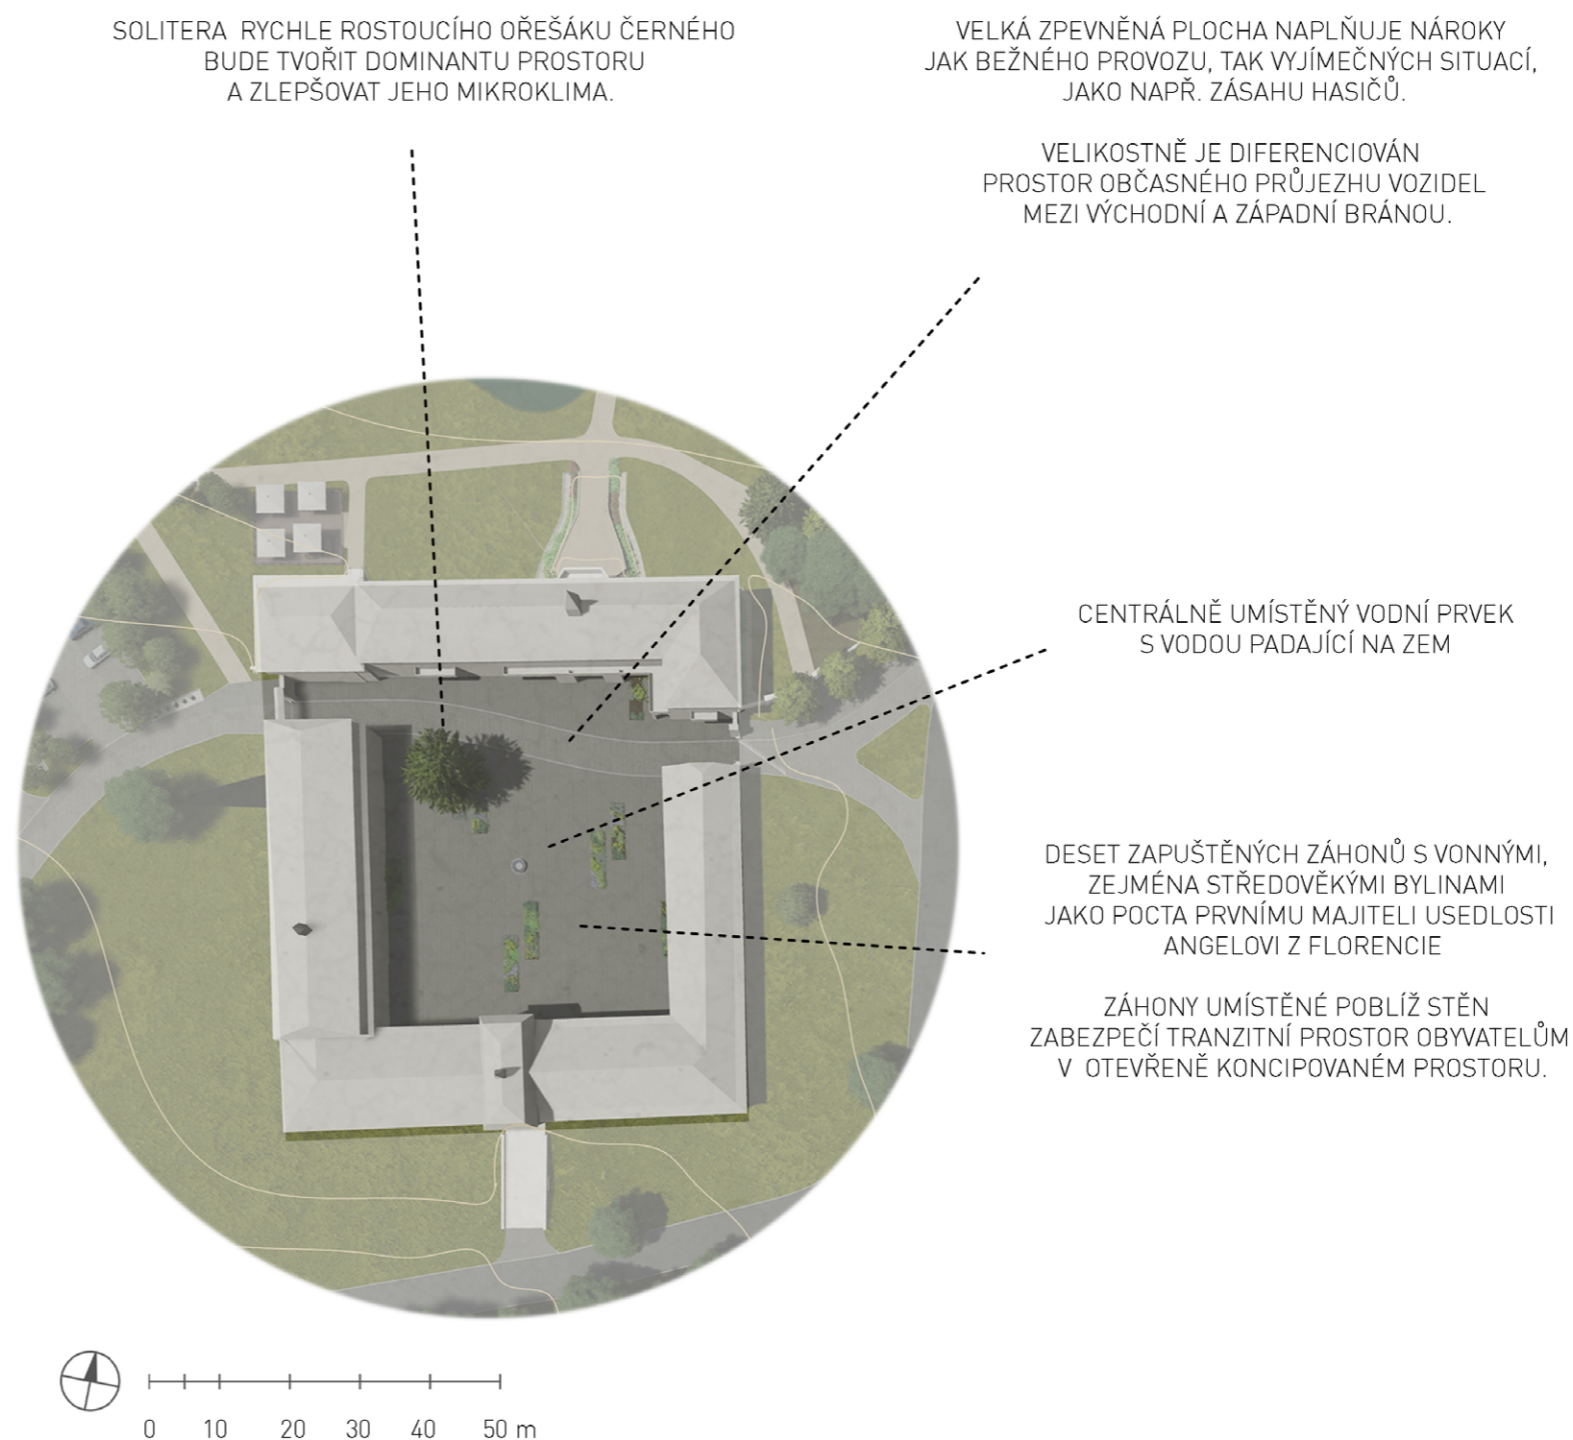 SOLITERA RYCHLE ROSTOUCÍHO OŘEŠÁKU ČERNÉHO
BUDE TVOŘIT DOMINANTU PROSTORU
A ZLEPŠOVAT JEHO MIKROKLIMA.
VELKÁ ZPEVNĚNÁ PLOCHA NAPLŇUJE NÁROKY
JAK BEŽNÉHO PROVOZU, TAK VYJÍMEČNÝCH SITUACÍ,
JAKO NAPŘ. ZÁSAHU HASIČŮ.
VELIKOSTNĚ JE DIFERENCIOVÁN
PROSTOR OBČASNÉHO PRŮJEZHU VOZIDEL
MEZI VÝCHODNÍ A ZÁPADNÍ BRÁNOU.
CENTRÁLNĚ UMÍSTĚNÝ VODNÍ PRVEK
S VODOU PADAJÍCÍ NA ZEM
DESET ZAPUŠTĚNÝCH ZÁHONŮ S VONNÝMI,
ZEJMÉNA STŘEDOVĚKÝMI BYLINAMI
JAKO POCTA PRVNÍMU MAJITELI USEDLOSTI
ANGELOVI Z FLORENCIE
ZÁHONY UMÍSTĚNÉ POBLÍŽ STĚN
ZABEZPEČÍ TRANZITNÍ PROSTOR OBYVATELŮM
V OTEVŘENĚ KONCIPOVANÉM PROSTORU.
0 10 20 30 40 50 m